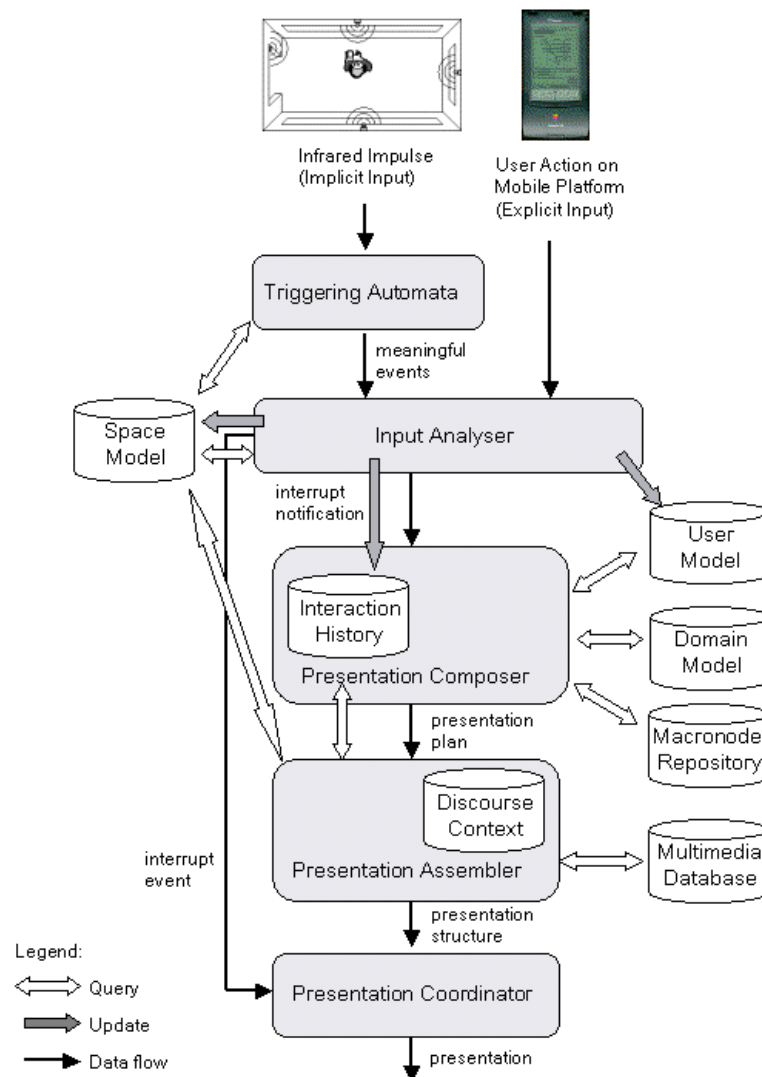 Infrared Impulse
(Implicit Input)
User Action on
Mobile Platform
(Explicit Input)
Triggering Automata
meaningful
events
Space
Model
Input Analyser
interrupt
notification
User
Model
Interaction
History
Domain
Model
Presentation Composer
presentation
plan
Macronode
Repository
Discourse
Context
interrupt
event
Presentation Assembler
Multimedia
Database
presentation
structure
Legend:
Query
Presentation Coordinator
Update
Data flow
presentation